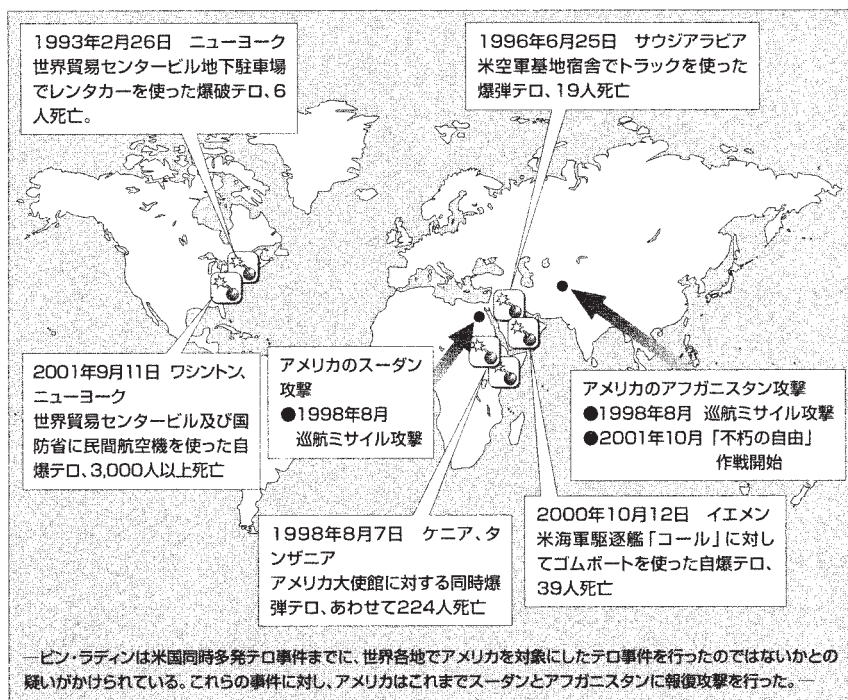 1993年2月26日　ニューヨーク
世界貿易センタービル地下駐車場
でレンタカーを使った爆破テロ、6
人死亡。
1996年6月25日　サウジアラビア
米空軍基地宿舎でトラックを使った
爆弾テロ、19人死亡
2001年9月11日 ワシントン、
ニューヨーク
世界貿易センタービル及び国
防省に民間航空機を使った自
爆テロ、3,000人以上死亡
アメリカのスーダン
攻撃
●1998年8月
巡航ミサイル攻撃
アメリカのアフガニスタン攻撃
●1998年8月 巡航ミサイル攻撃
●2001年10月「不朽の自由」
作戦開始
1998年8月7日　ケニア、タ
ンザニア
アメリカ大使館に対する同時爆
弾テロ、あわせて224人死亡
2000年10月12日　イエメン
米海軍駆逐艦「コール」に対し
てゴムボートを使った自爆テロ、
39人死亡
―ビン・ラディンは米国同時多発テロ事件までに、世界各地でアメリカを対象にしたテロ事件を行ったのではないかとの
疑いがかけられている。これらの事件に対し、アメリカはこれまでスーダンとアフガニスタンに報復攻撃を行った。―